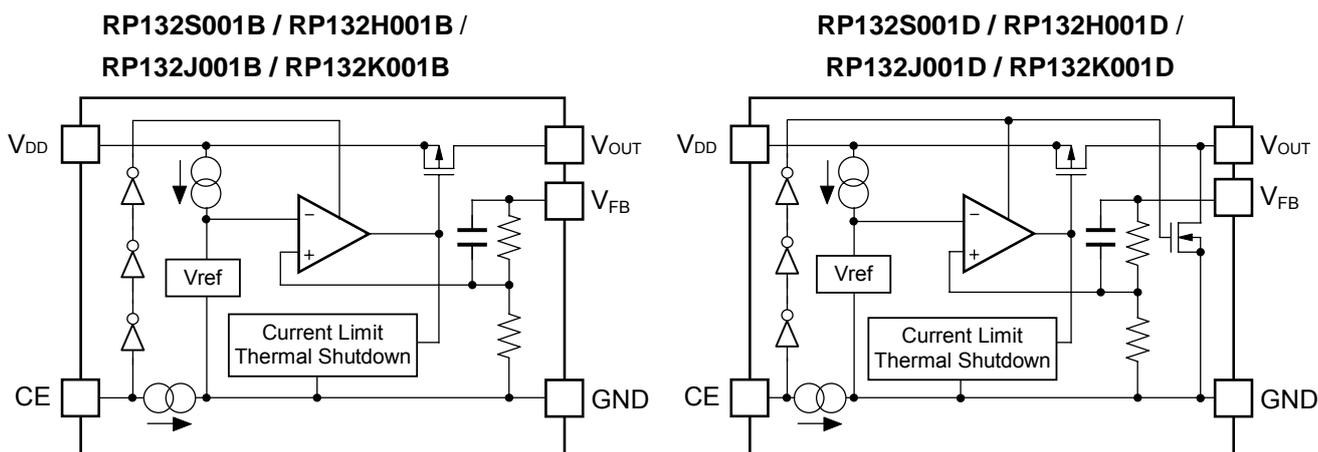 RP132S001B / RP132H001B /
RP132J001B / RP132K001B
VDD
VOUT
VFB
−
+
Vref
Current Limit
Thermal Shutdown
CE
GND
RP132S001D / RP132H001D /
RP132J001D / RP132K001D
VDD
VOUT
VFB
−
+
Vref
Current Limit
Thermal Shutdown
CE
GND